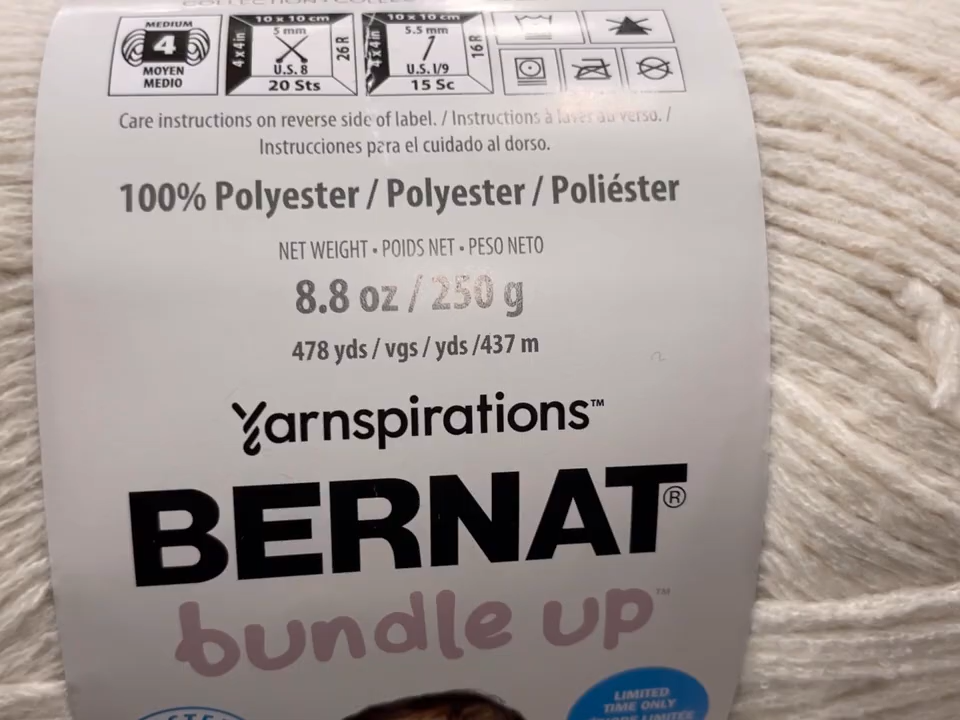 MEDIUM
4
MOYEN
MEDIO
10 x 10 cm
4 x 4 in
5 mm
26 R
U.S. 8
20 Sts
10 x 10 cm
4 x 4 in
5.5 mm
16 R
U.S. I/9
15 Sc
Care instructions on reverse side of label. / Instructions à laver au verso. /
Instrucciones para el cuidado al dorso.
100% Polyester / Polyester / Poliéster
NET WEIGHT • POIDS NET • PESO NETO
8.8 oz / 250 g
478 yds / vgs / yds /437 m
Yarnspirations™
BERNAT®
bundle up™
LIMITED
TIME ONLY